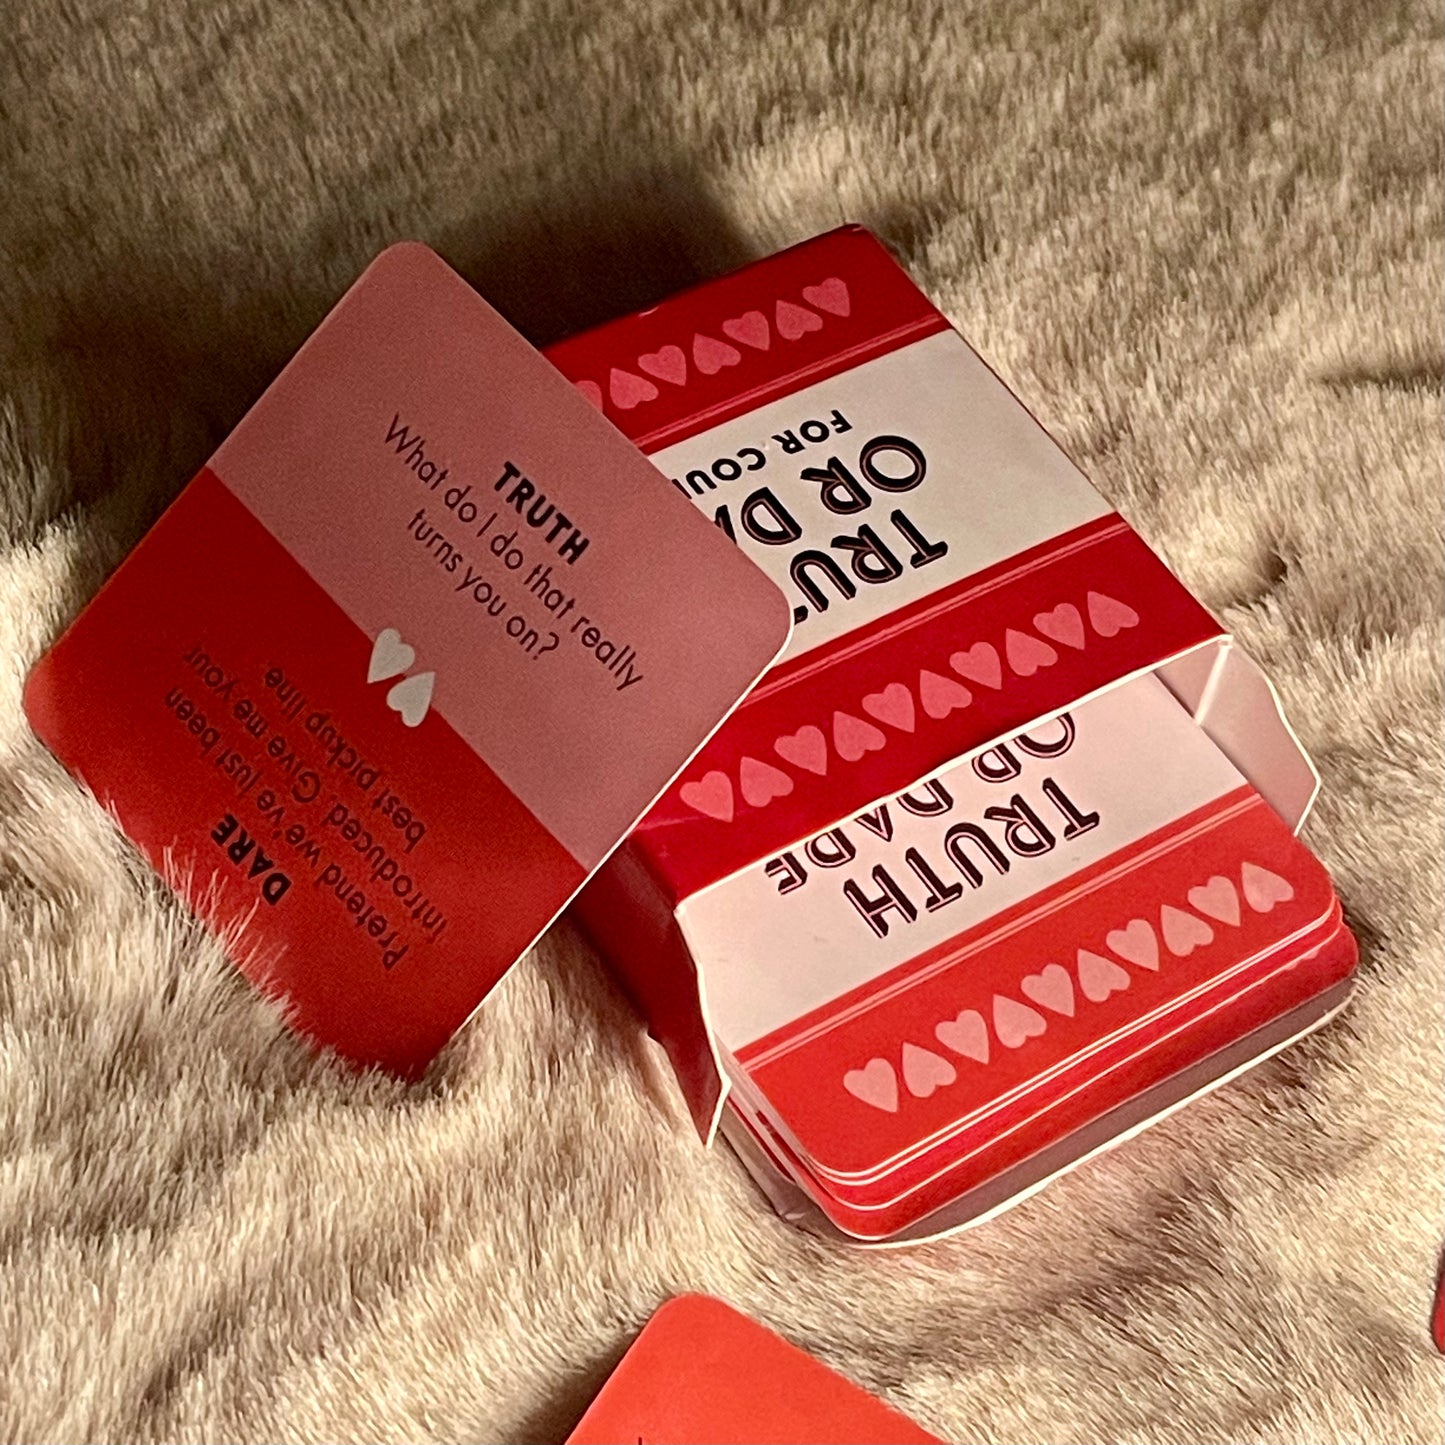 TRUTH
What do I do that really
turns you on?
DARE
Pretend we've just been
introduced. Give me your
best pickup line
OR
FOR
TRUTH
OR DARE